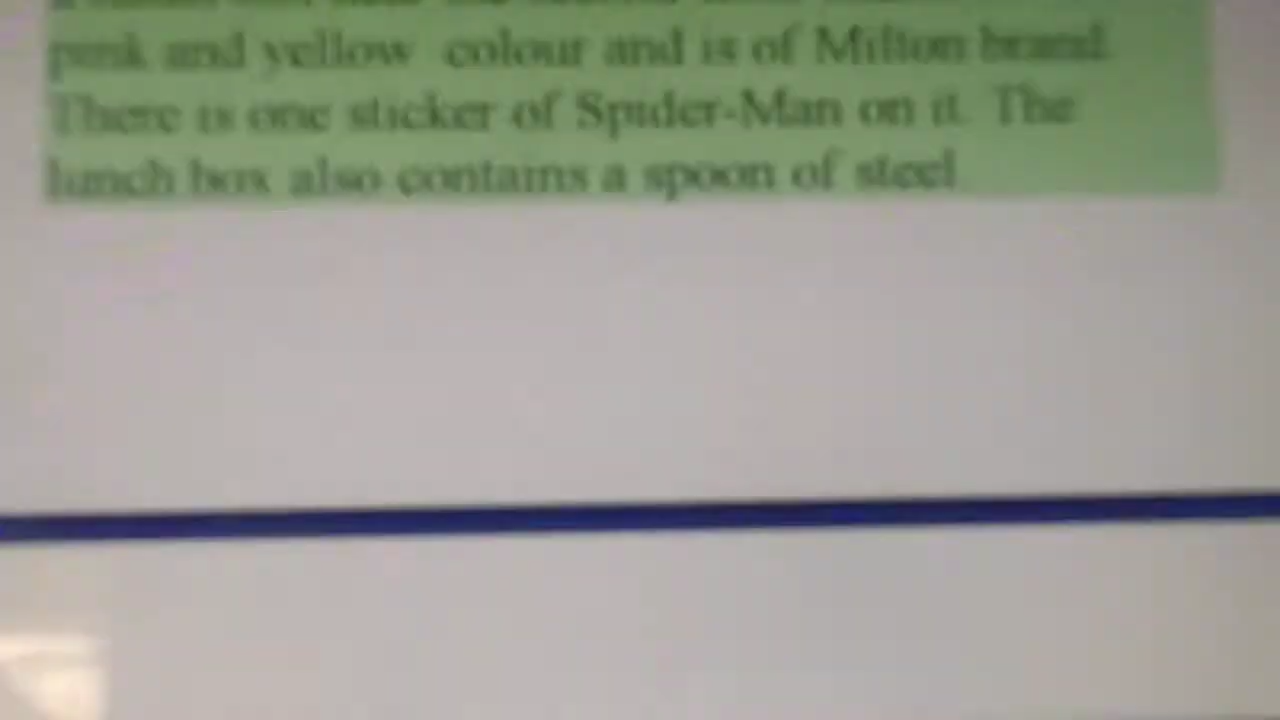 pink and yellow colour and is of Milton brand.
There is one sticker of Spider-Man on it. The
lunch box also contains a spoon of steel